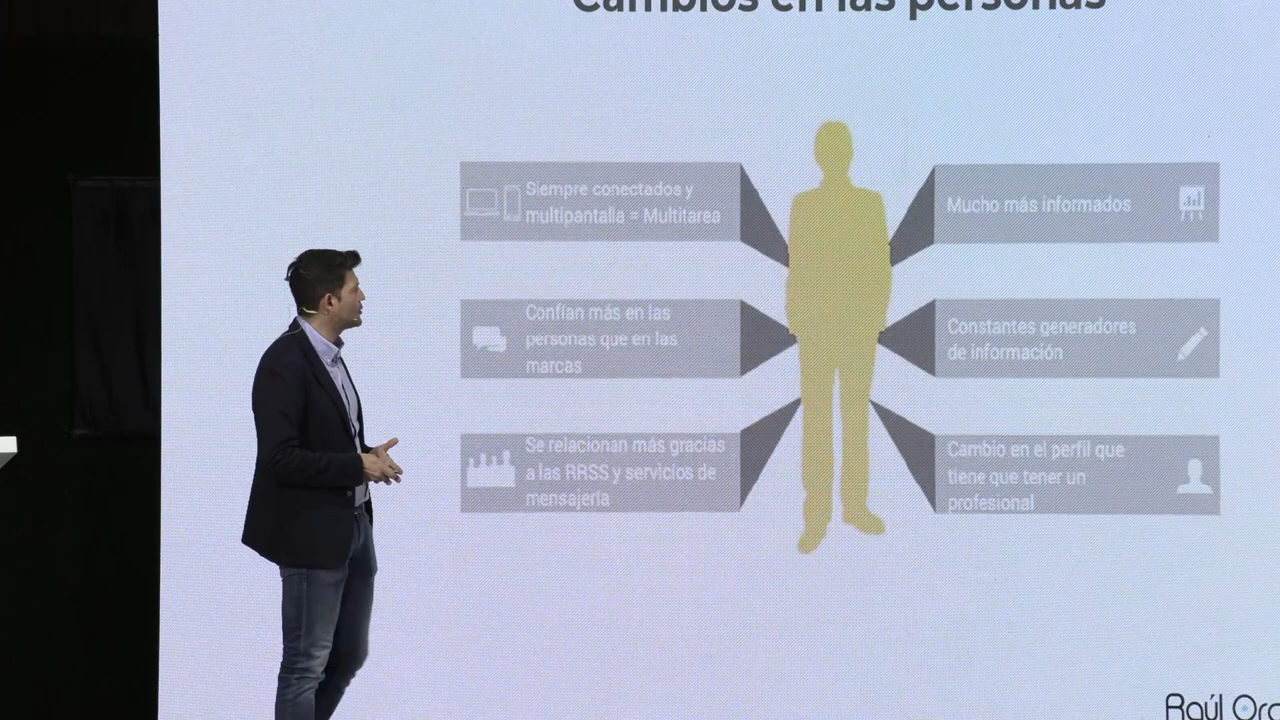 Cambios en las personas
Siempre conectados y
multipantalla = Multitarea
Mucho más informados
Confían más en las
personas que en las
marcas
Constantes generadores
de información
Se relacionan más gracias
a las RRSS y servicios de
mensajería
Cambio en el perfil que
tiene que tener un
profesional
Raúl